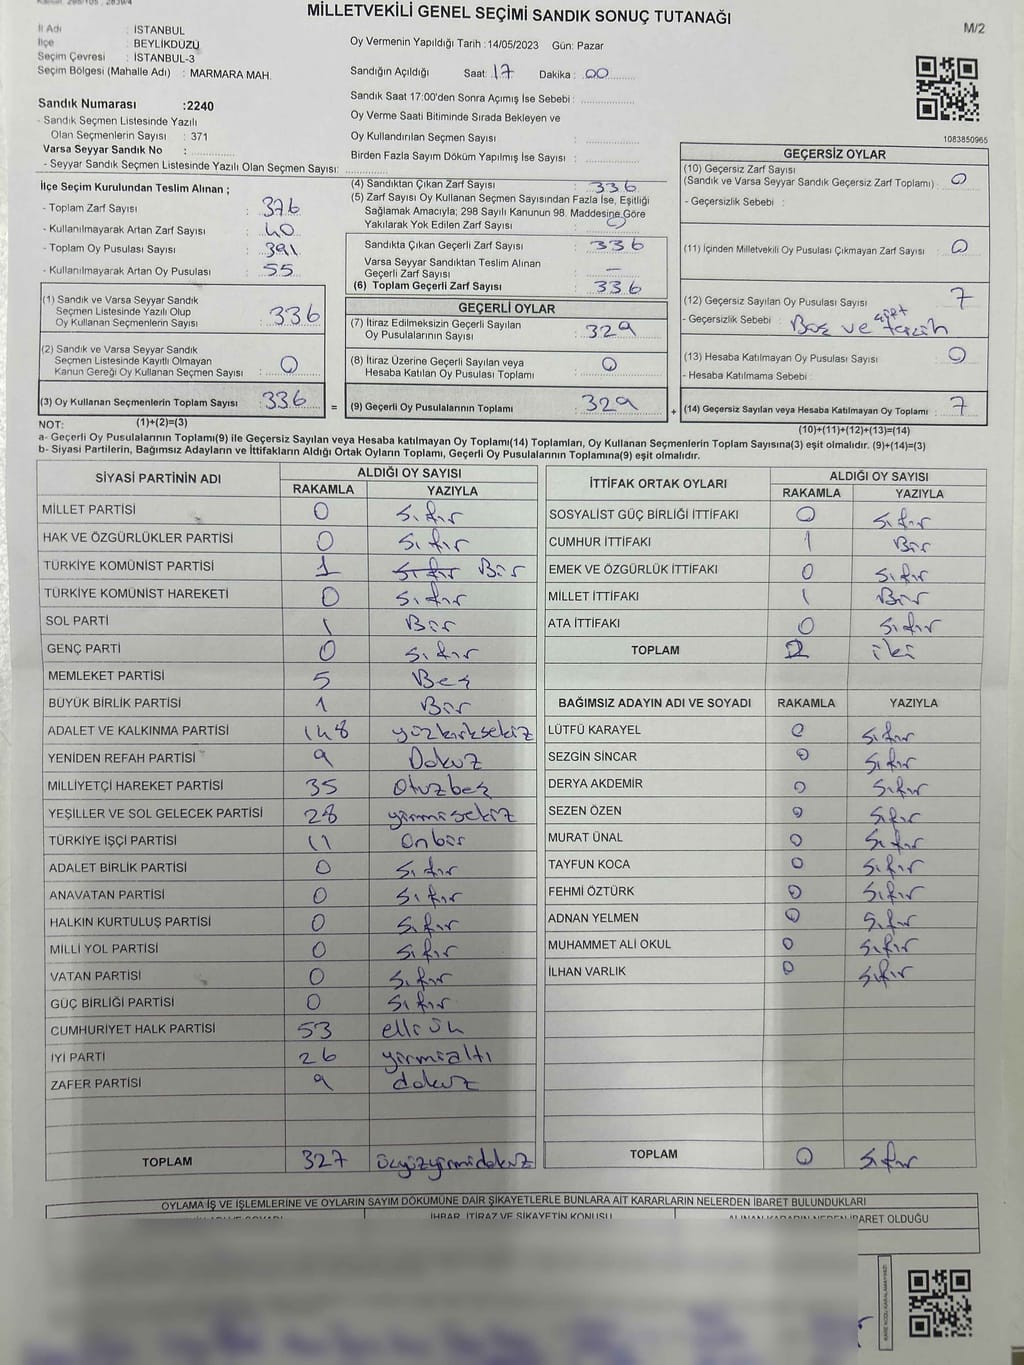 MİLLETVEKİLİ GENEL SEÇİMİ SANDIK SONUÇ TUTANAĞI
M/2
İl Adı : İSTANBUL
İlçe : BEYLİKDÜZÜ
Seçim Çevresi : İSTANBUL-3
Seçim Bölgesi (Mahalle Adı) : MARMARA MAH.
Oy Vermenin Yapıldığı Tarih :14/05/2023 Gün: Pazar
Sandığın Açıldığı Saat: 17 Dakika : 00
Sandık Saat 17:00'den Sonra Açımış İse Sebebi :
Sandık Numarası :2240
- Sandık Seçmen Listesinde Yazılı
Olan Seçmenlerin Sayısı : 371
Varsa Seyyar Sandık No :
- Seyyar Sandık Seçmen Listesinde Yazılı Olan Seçmen Sayısı:
Oy Verme Saati Bitiminde Sırada Bekleyen ve
Oy Kullandırılan Seçmen Sayısı :
Birden Fazla Sayım Döküm Yapılmış İse Sayısı :
1083850965
İlçe Seçim Kurulundan Teslim Alınan ;
- Toplam Zarf Sayısı : 376
- Kullanılmayarak Artan Zarf Sayısı : 40
- Toplam Oy Pusulası Sayısı : 391
- Kullanılmayarak Artan Oy Pusulası : 55
(4) Sandıktan Çıkan Zarf Sayısı : 336
(5) Zarf Sayısı Oy Kullanan Seçmen Sayısından Fazla İse, Eşitliği
Sağlamak Amacıyla; 298 Sayılı Kanunun 98. Maddesine Göre
Yakılarak Yok Edilen Zarf Sayısı : 0
Sandıkta Çıkan Geçerli Zarf Sayısı : 336
Varsa Seyyar Sandıktan Teslim Alınan
Geçerli Zarf Sayısı : -
(6) Toplam Geçerli Zarf Sayısı : 336
GEÇERSİZ OYLAR
(10) Geçersiz Zarf Sayısı
(Sandık ve Varsa Seyyar Sandık Geçersiz Zarf Toplamı) : 0
- Geçersizlik Sebebi :
(11) İçinden Milletvekili Oy Pusulası Çıkmayan Zarf Sayısı : 0
(12) Geçersiz Sayılan Oy Pusulası Sayısı : 7
- Geçersizlik Sebebi : Boş ve
(13) Hesaba Katılmayan Oy Pusulası Sayısı : 0
- Hesaba Katılmama Sebebi :
(14) Geçersiz Sayılan veya Hesaba Katılmayan Oy Toplamı : 7
(10)+(11)+(12)+(13)=(14)
(1) Sandık ve Varsa Seyyar Sandık
Seçmen Listesinde Yazılı Olup
Oy Kullanan Seçmenlerin Sayısı : 336
(2) Sandık ve Varsa Seyyar Sandık
Seçmen Listesinde Kayıtlı Olmayan
Kanun Gereği Oy Kullanan Seçmen Sayısı : 0
(3) Oy Kullanan Seçmenlerin Toplam Sayısı : 336
(1)+(2)=(3)
=
GEÇERLİ OYLAR
(7) İtiraz Edilmeksizin Geçerli Sayılan
Oy Pusulalarının Sayısı : 329
(8) İtiraz Üzerine Geçerli Sayılan veya
Hesaba Katılan Oy Pusulası Toplamı : 0
(9) Geçerli Oy Pusulalarının Toplamı : 329
+
NOT:
a- Geçerli Oy Pusulalarının Toplamı(9) ile Geçersiz Sayılan veya Hesaba katılmayan Oy Toplamı(14) Toplamları, Oy Kullanan Seçmenlerin Toplam Sayısına(3) eşit olmalıdır. (9)+(14)=(3)
b- Siyasi Partilerin, Bağımsız Adayların ve İttifakların Aldığı Ortak Oyların Toplamı, Geçerli Oy Pusulalarının Toplamına(9) eşit olmalıdır.
SİYASİ PARTİNİN ADI ALDIĞI OY SAYISI
RAKAMLA YAZIYLA
MİLLET PARTİSİ 0 Sıfır
HAK VE ÖZGÜRLÜKLER PARTİSİ 0 Sıfır
TÜRKİYE KOMÜNİST PARTİSİ 1 Sıfır Bir
TÜRKİYE KOMÜNİST HAREKETİ 0 Sıfır
SOL PARTİ 1 Bir
GENÇ PARTİ 0 Sıfır
MEMLEKET PARTİSİ 5 Beş
BÜYÜK BİRLİK PARTİSİ 1 Bir
ADALET VE KALKINMA PARTİSİ 148 yüzkırksekiz
YENİDEN REFAH PARTİSİ 9 Dokuz
MİLLİYETÇİ HAREKET PARTİSİ 35 Otuzbeş
YEŞİLLER VE SOL GELECEK PARTİSİ 28 yirmisekiz
TÜRKİYE İŞÇİ PARTİSİ 11 Onbir
ADALET BİRLİK PARTİSİ 0 Sıfır
ANAVATAN PARTİSİ 0 Sıfır
HALKIN KURTULUŞ PARTİSİ 0 Sıfır
MİLLİ YOL PARTİSİ 0 Sıfır
VATAN PARTİSİ 0 Sıfır
GÜÇ BİRLİĞİ PARTİSİ 0 Sıfır
CUMHURİYET HALK PARTİSİ 53 elliüç
İYİ PARTİ 26 yirmialtı
ZAFER PARTİSİ 9 dokuz
TOPLAM 327 üçyüzyirmidokuz
İTTİFAK ORTAK OYLARI ALDIĞI OY SAYISI
RAKAMLA YAZIYLA
SOSYALİST GÜÇ BİRLİĞİ İTTİFAKI 0 Sıfır
CUMHUR İTTİFAKI 1 Bir
EMEK VE ÖZGÜRLÜK İTTİFAKI 0 Sıfır
MİLLET İTTİFAKI 1 Bir
ATA İTTİFAKI 0 Sıfır
TOPLAM 2 iki
BAĞIMSIZ ADAYIN ADI VE SOYADI RAKAMLA YAZIYLA
LÜTFÜ KARAYEL 0 Sıfır
SEZGİN SİNCAR 0 Sıfır
DERYA AKDEMİR 0 Sıfır
SEZEN ÖZEN 0 Sıfır
MURAT ÜNAL 0 Sıfır
TAYFUN KOCA 0 Sıfır
FEHMİ ÖZTÜRK 0 Sıfır
ADNAN YELMEN 0 Sıfır
MUHAMMET ALİ OKUL 0 Sıfır
İLHAN VARLIK 0 Sıfır
TOPLAM 0 Sıfır
OYLAMA İŞ VE İŞLEMLERİNE VE OYLARIN SAYIM DÖKÜMÜNE DAİR ŞİKAYETLERLE BUNLARA AİT KARARLARIN NELERDEN İBARET BULUNDUKLARI
İHBAR, İTİRAZ VE ŞİKAYETİN KONUSU
ALINAN KARARIN NEDEN İBARET OLDUĞU